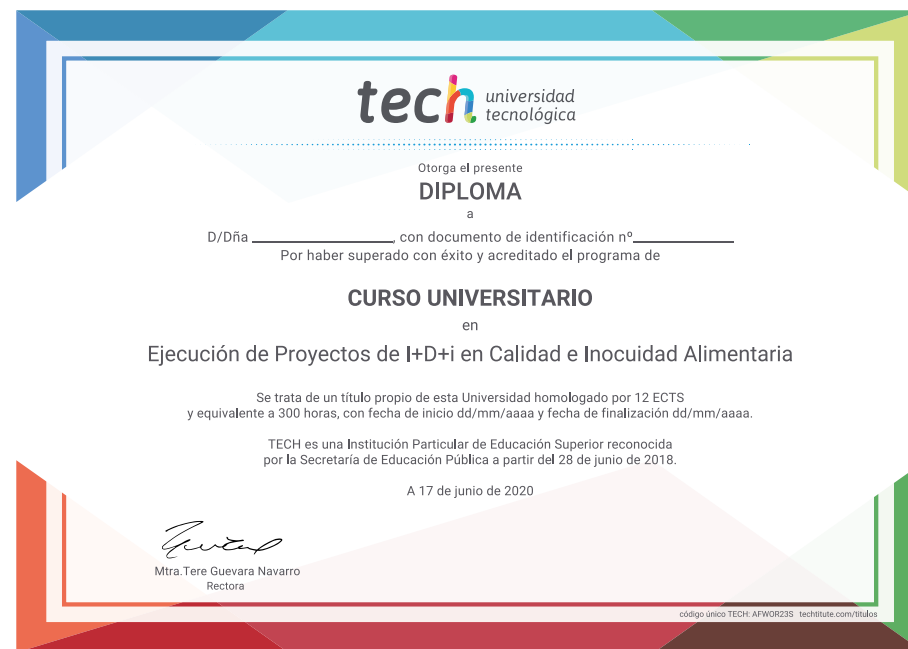 tech universidad
tecnológica
Otorga el presente
DIPLOMA
a
D/Dña ____________________, con documento de identificación nº______________
Por haber superado con éxito y acreditado el programa de
CURSO UNIVERSITARIO
en
Ejecución de Proyectos de I+D+i en Calidad e Inocuidad Alimentaria
Se trata de un título propio de esta Universidad homologado por 12 ECTS
y equivalente a 300 horas, con fecha de inicio dd/mm/aaaa y fecha de finalización dd/mm/aaaa.
TECH es una Institución Particular de Educación Superior reconocida
por la Secretaría de Educación Pública a partir del 28 de junio de 2018.
A 17 de junio de 2020
Mtra.Tere Guevara Navarro
Rectora
código único TECH: AFWOR23S techtitute.com/titulos